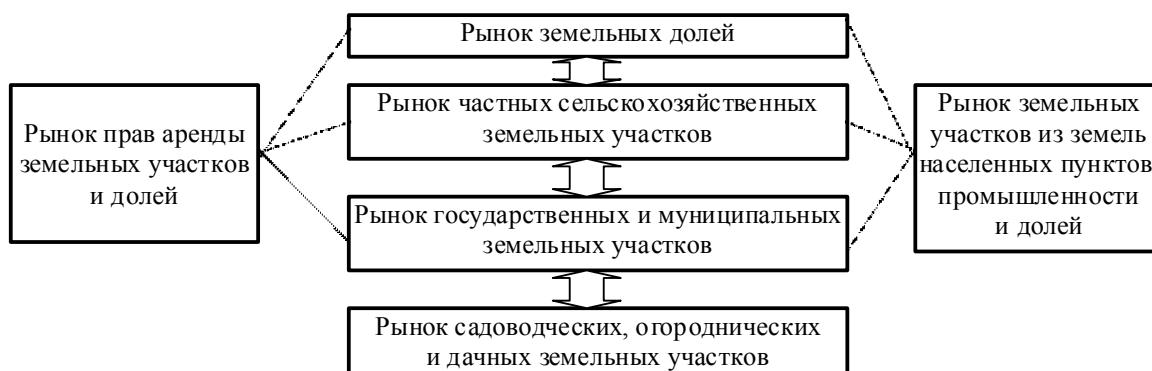 Рынок земельных долей
Рынок прав аренды
земельных участков
и долей
Рынок частных сельскохозяйственных
земельных участков
Рынок государственных и муниципальных
земельных участков
Рынок садоводческих, огороднических
и дачных земельных участков
Рынок земельных
участков из земель
населенных пунктов
промышленности
и долей